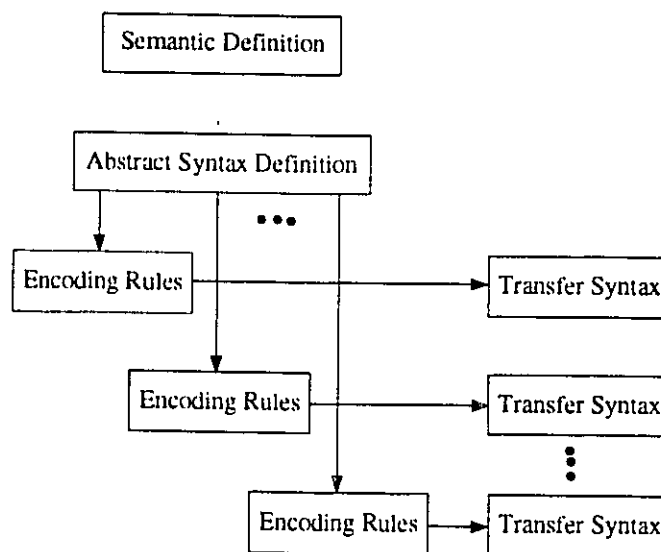 Semantic Definition
Abstract Syntax Definition
Encoding Rules
Transfer Syntax
Encoding Rules
Transfer Syntax
Encoding Rules
Transfer Syntax